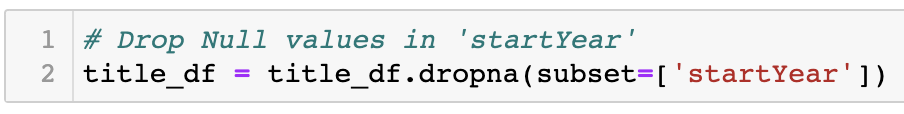 1 # Drop Null values in 'startYear'
2 title_df = title_df.dropna(subset=['startYear'])